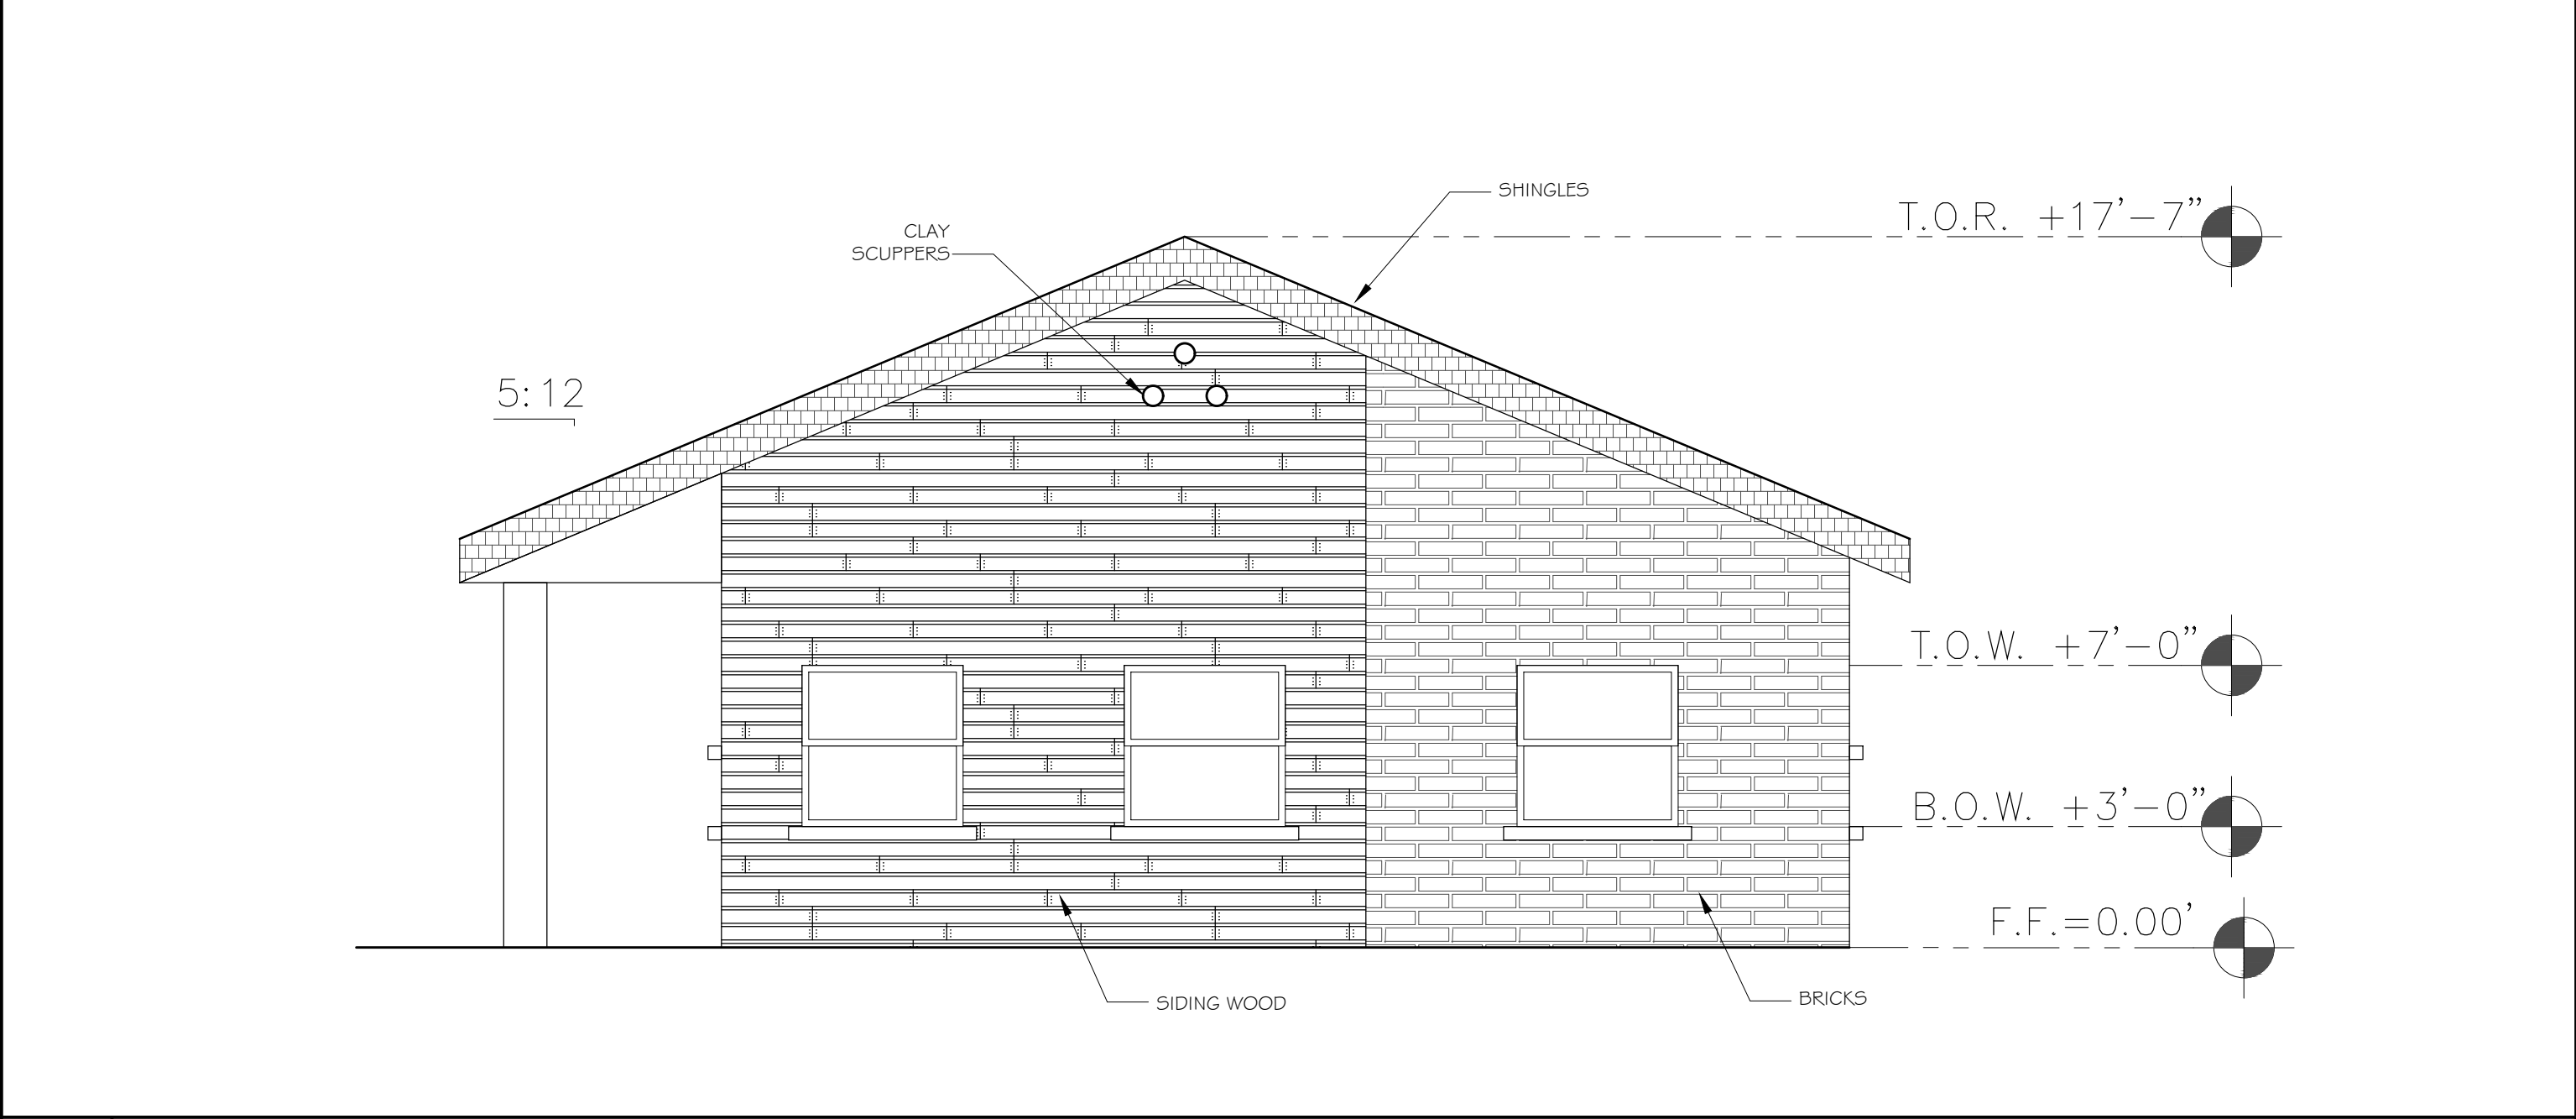 SHINGLES
T.O.R. +17'-7"
CLAY
SCUPPERS
5:12
T.O.W. +7'-0"
B.O.W. +3'-0"
F.F.=0.00'
SIDING WOOD
BRICKS